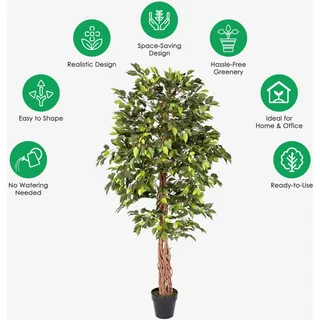 Space-Saving
Design
Realistic Design
Hassle-Free
Greenery
Easy to Shape
Ideal for
Home & Office
No Watering
Needed
Ready-to-Use